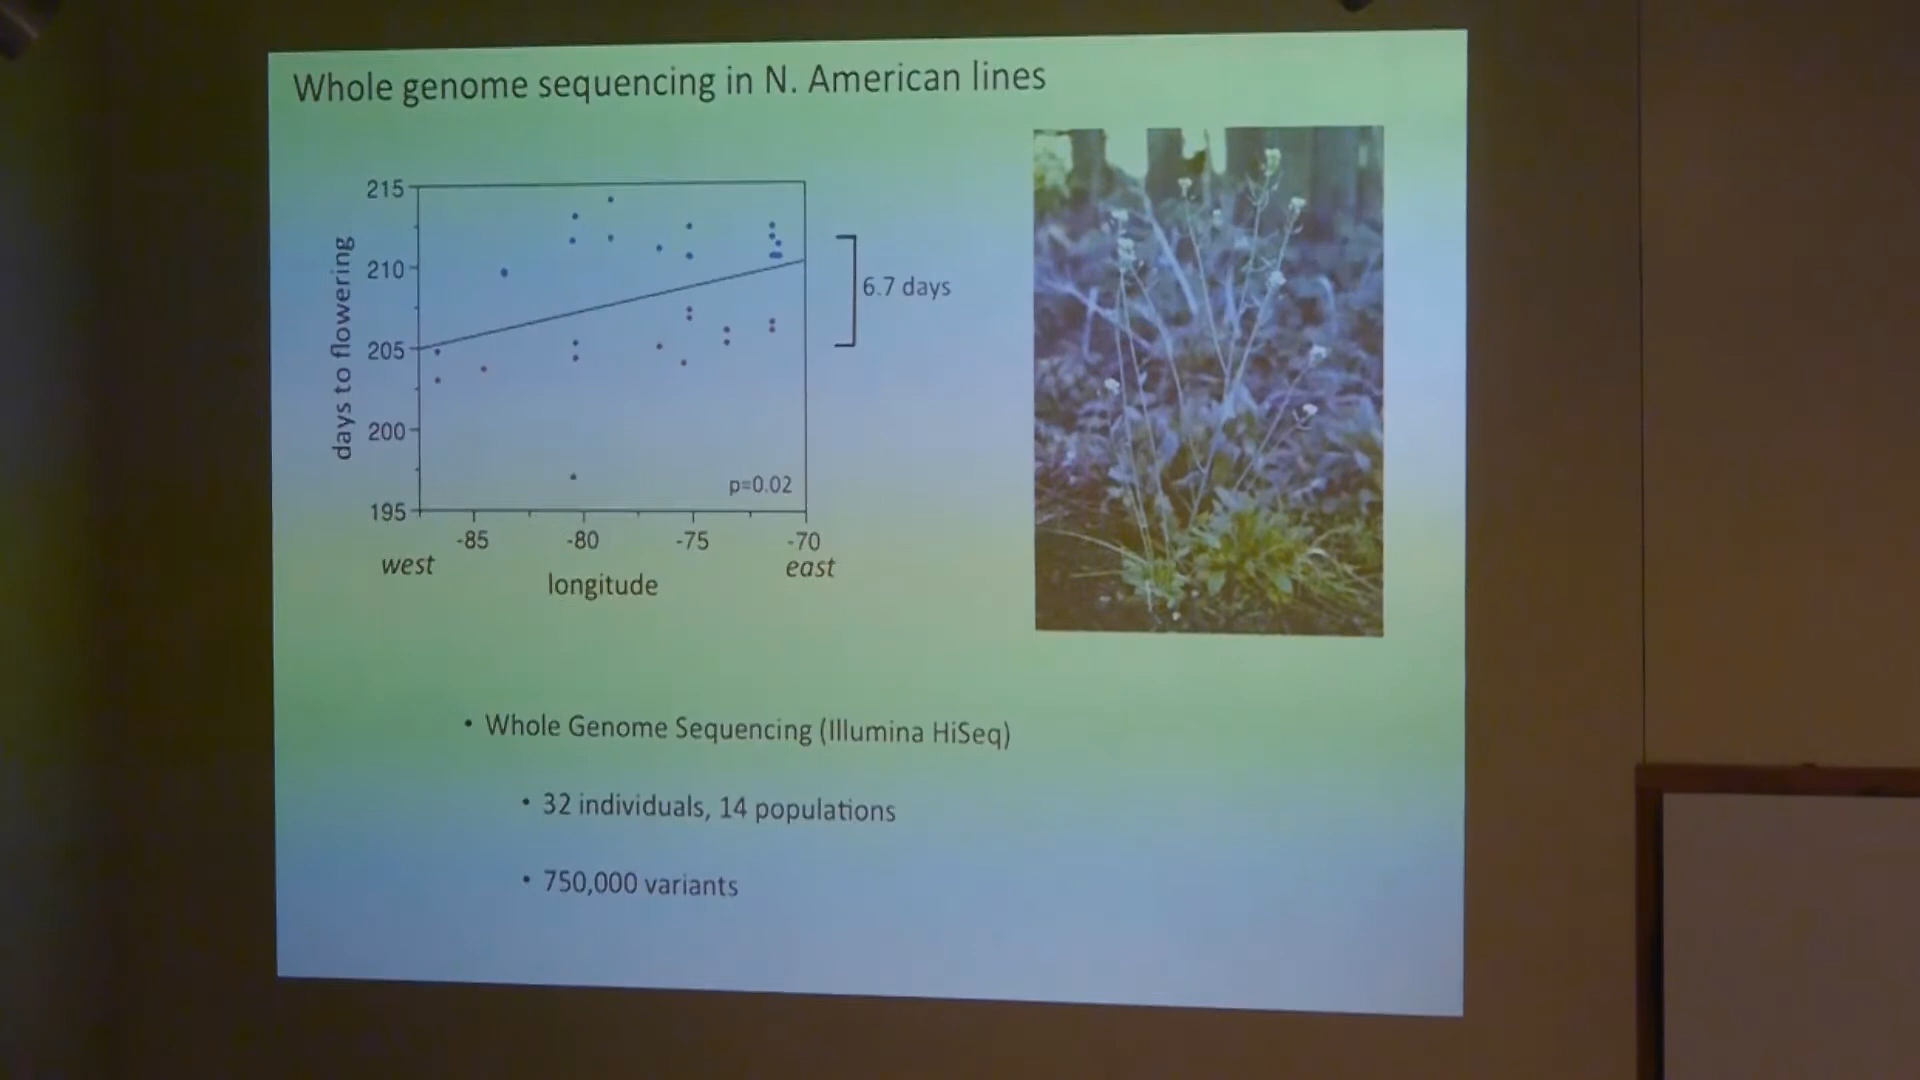 Whole genome sequencing in N. American lines
215
210
205
200
195
days to flowering
6.7 days
p=0.02
-85
-80
-75
-70
west
east
longitude
• Whole Genome Sequencing (Illumina HiSeq)
• 32 individuals, 14 populations
• 750,000 variants